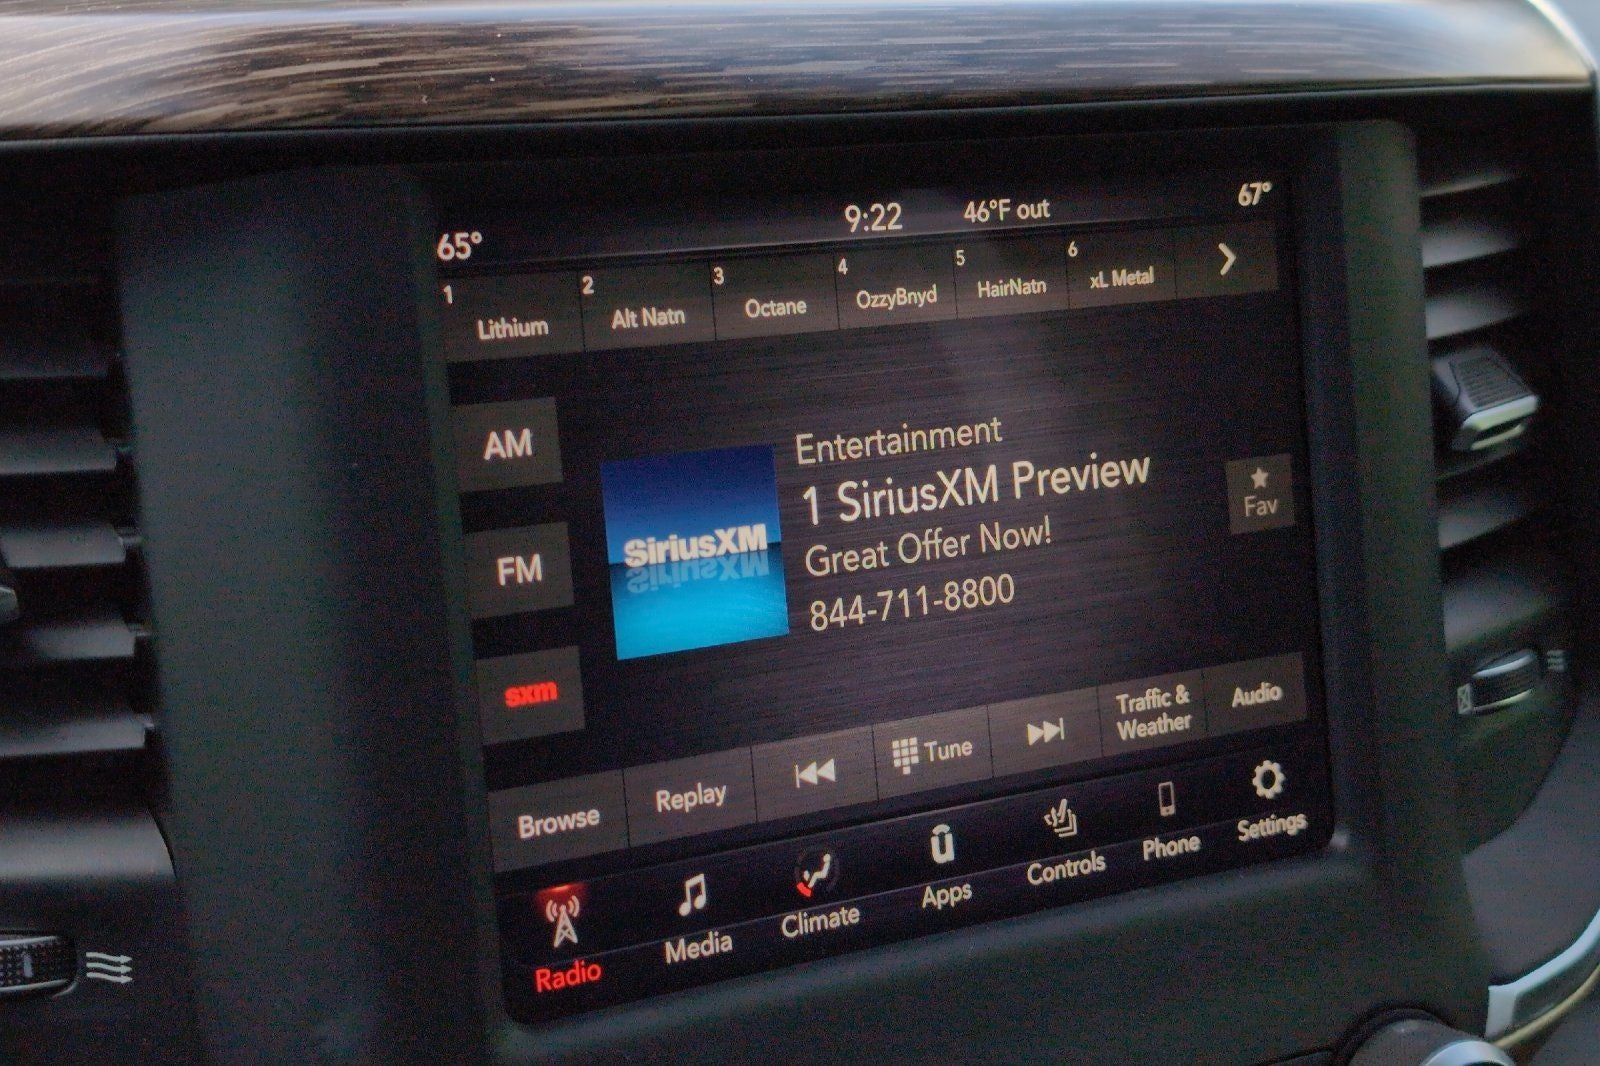 65°
9:22
46°F out
67°
1 Lithium
2 Alt Natn
3 Octane
4 OzzyBnyd
5 HairNatn
6 xL Metal
AM
FM
sxm
SiriusXM
Entertainment
1 SiriusXM Preview
Great Offer Now!
844-711-8800
Fav
Browse
Replay
Tune
Traffic &
Weather
Audio
Radio
Media
Climate
Apps
Controls
Phone
Settings